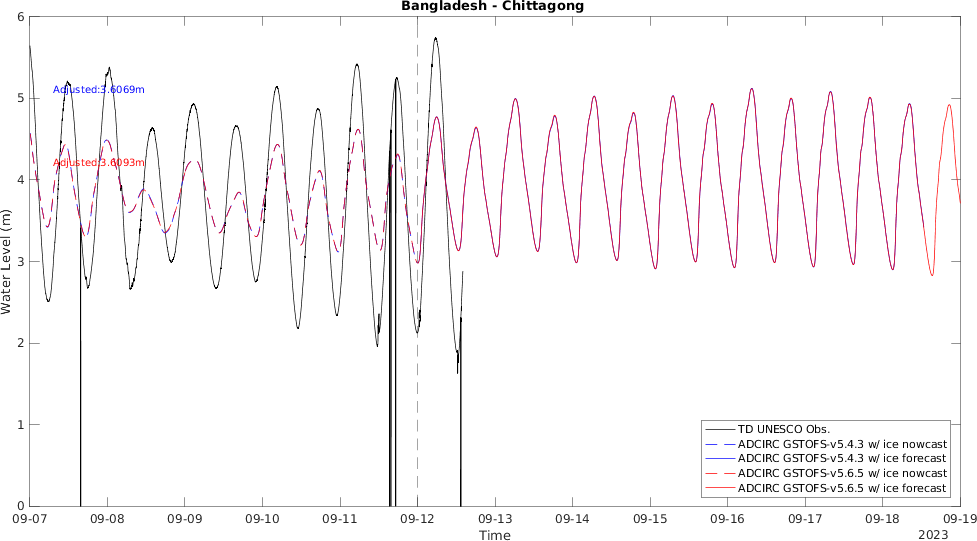 Bangladesh - Chittagong
6
5
4
3
2
1
0
Water Level (m)
Adjusted:3.6069m
Adjusted:3.6093m
TD UNESCO Obs.
ADCIRC GSTOFS-v5.4.3 w/ ice nowcast
ADCIRC GSTOFS-v5.4.3 w/ ice forecast
ADCIRC GSTOFS-v5.6.5 w/ ice nowcast
ADCIRC GSTOFS-v5.6.5 w/ ice forecast
09-07 09-08 09-09 09-10 09-11 09-12 09-13 09-14 09-15 09-16 09-17 09-18 09-19
Time
2023